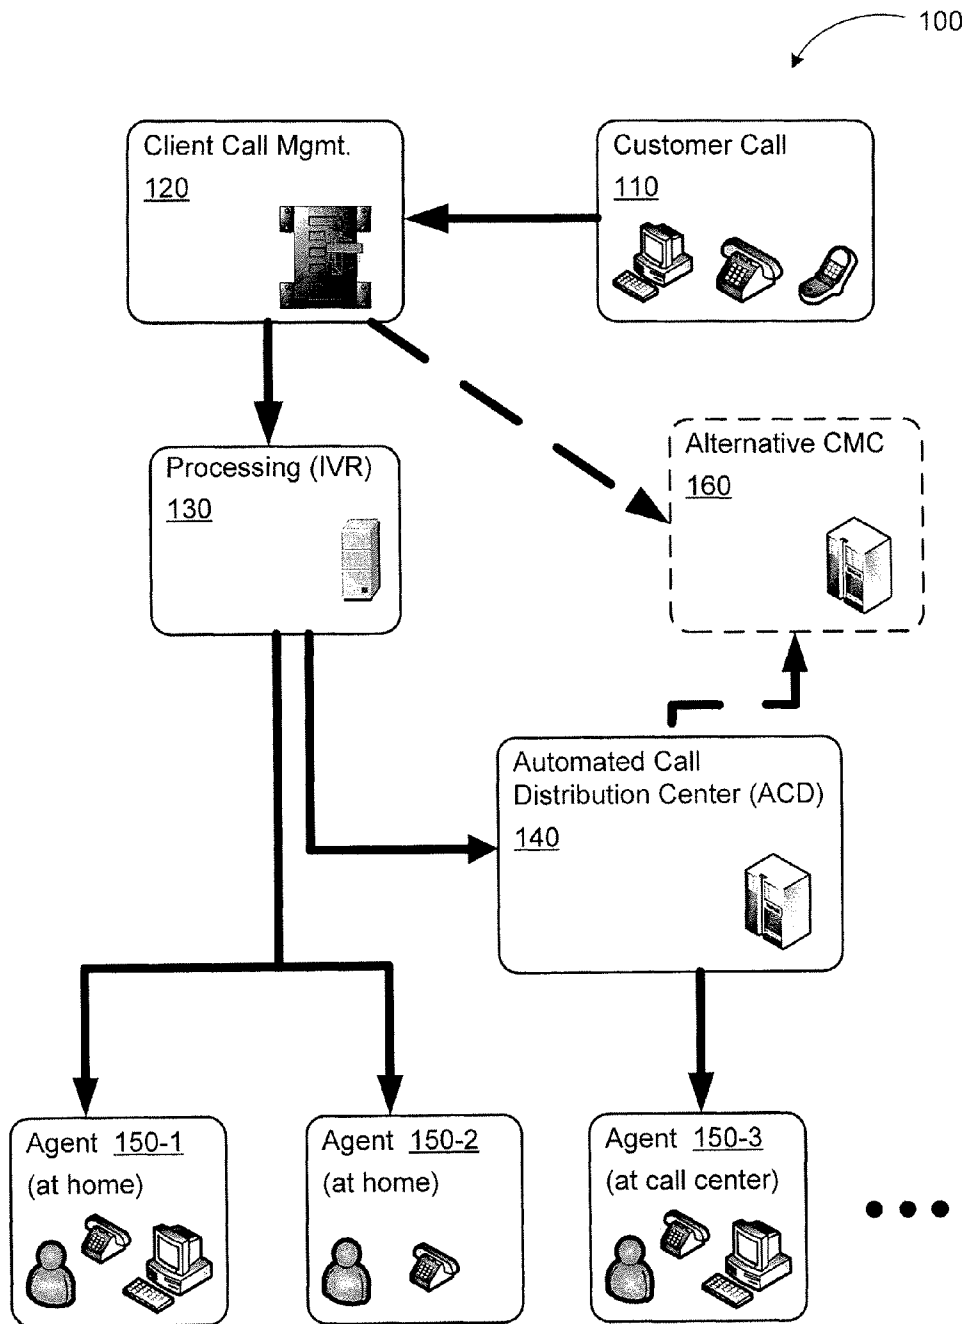 100
Client Call Mgmt.
120
Customer Call
110
Processing (IVR)
130
Alternative CMC
160
Automated Call
Distribution Center (ACD)
140
Agent 150-1
(at home)
Agent 150-2
(at home)
Agent 150-3
(at call center)